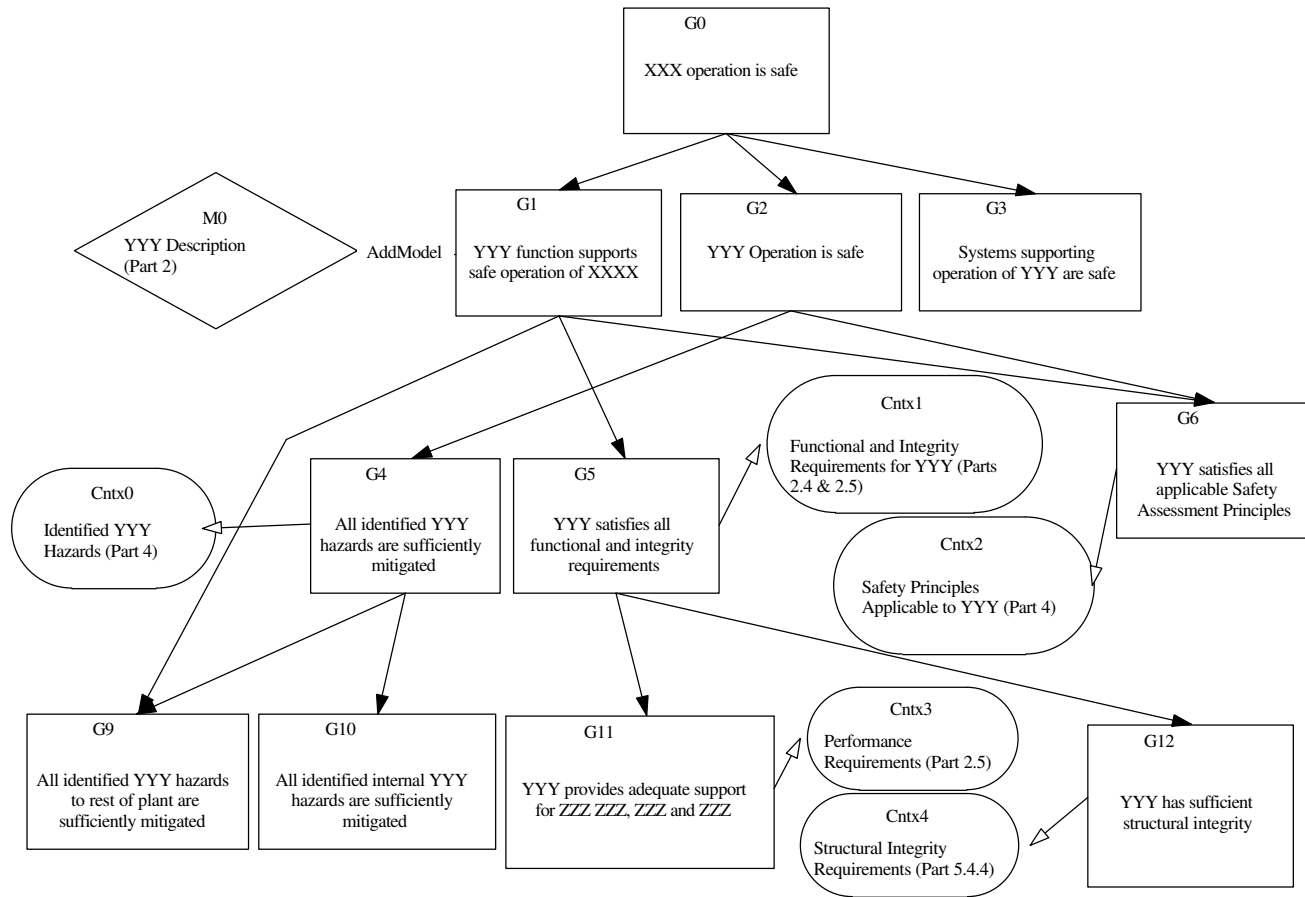 G0
XXX operation is safe
M0
YYY Description
(Part 2)
AddModel
G1
YYY function supports
safe operation of XXXX
G2
YYY Operation is safe
G3
Systems supporting
operation of YYY are safe
Cntx0
Identified YYY
Hazards (Part 4)
G4
All identified YYY
hazards are sufficiently
mitigated
G5
YYY satisfies all
functional and integrity
requirements
Cntx1
Functional and Integrity
Requirements for YYY (Parts
2.4 & 2.5)
G6
YYY satisfies all
applicable Safety
Assessment Principles
Cntx2
Safety Principles
Applicable to YYY (Part 4)
G9
All identified YYY hazards
to rest of plant are
sufficiently mitigated
G10
All identified internal YYY
hazards are sufficiently
mitigated
G11
YYY provides adequate support
for ZZZ ZZZ, ZZZ and ZZZ
Cntx3
Performance
Requirements (Part 2.5)
Cntx4
Structural Integrity
Requirements (Part 5.4.4)
G12
YYY has sufficient
structural integrity